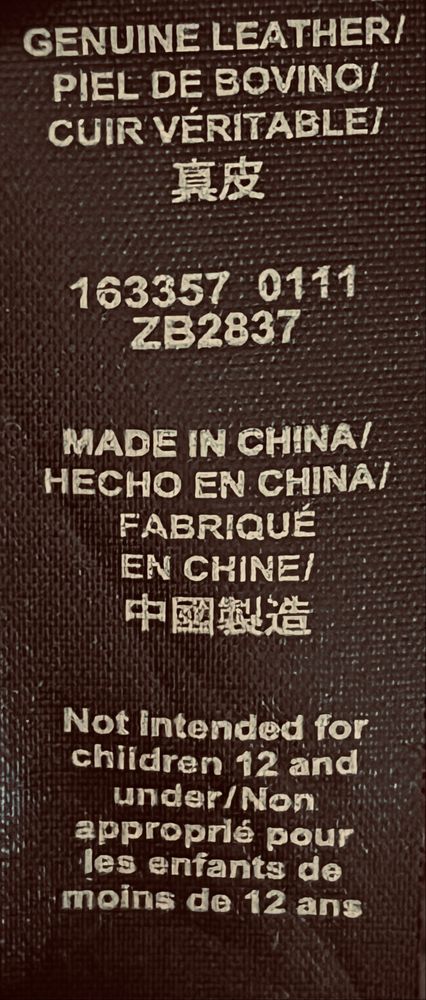 GENUINE LEATHER/
PIEL DE BOVINO/
CUIR VÉRITABLE/
真皮
163357 0111
ZB2837
MADE IN CHINA/
HECHO EN CHINA/
FABRIQUÉ
EN CHINE/
中國製造
Not Intended for
children 12 and
under/Non
approprié pour
les enfants de
moins de 12 ans